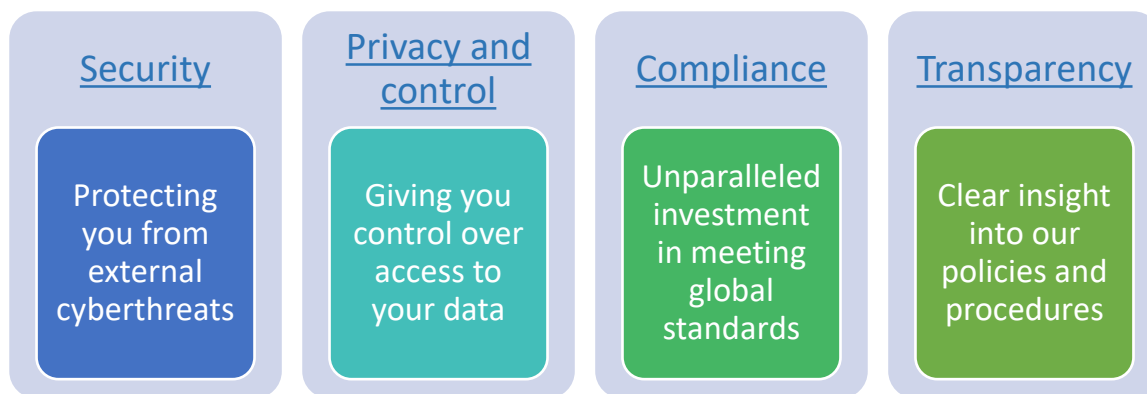 Security
Protecting
you from
external
cyberthreats
Privacy and
control
Giving you
control over
access to
your data
Compliance
Unparalleled
investment
in meeting
global
standards
Transparency
Clear insight
into our
policies and
procedures